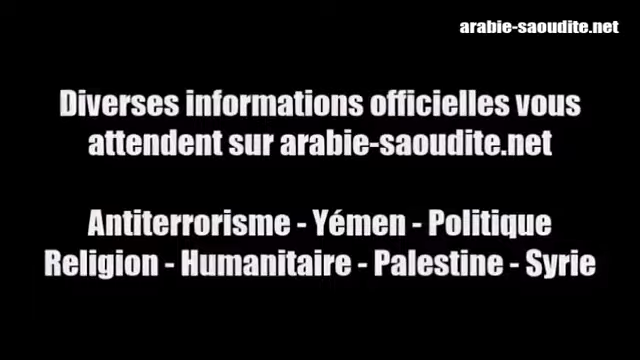 arabie-saoudite.net
Diverses informations officielles vous
attendent sur arabie-saoudite.net
Antiterrorisme - Yémen - Politique
Religion - Humanitaire - Palestine - Syrie